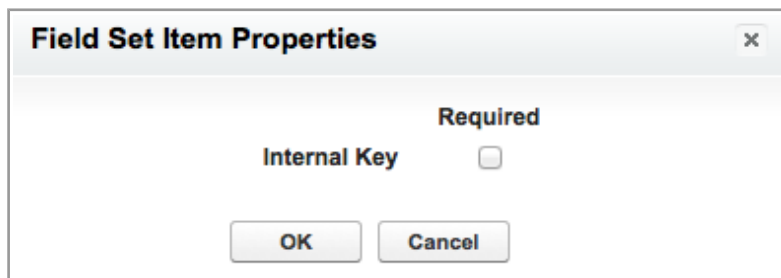 Field Set Item Properties
Required
Internal Key
OK Cancel